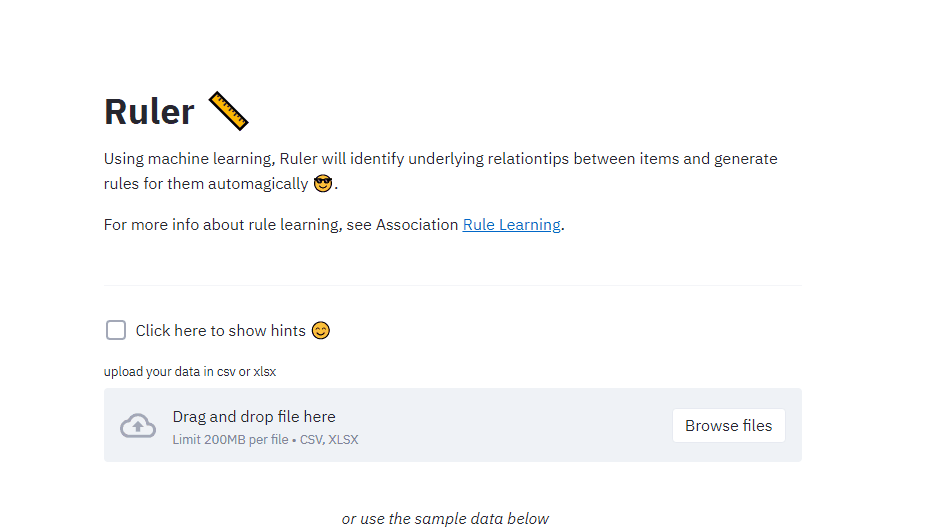 Ruler 📏
Using machine learning, Ruler will identify underlying relationtips between items and generate
rules for them automagically 😎.
For more info about rule learning, see Association Rule Learning.
Click here to show hints 😊
upload your data in csv or xlsx
Drag and drop file here
Limit 200MB per file • CSV, XLSX
Browse files
or use the sample data below